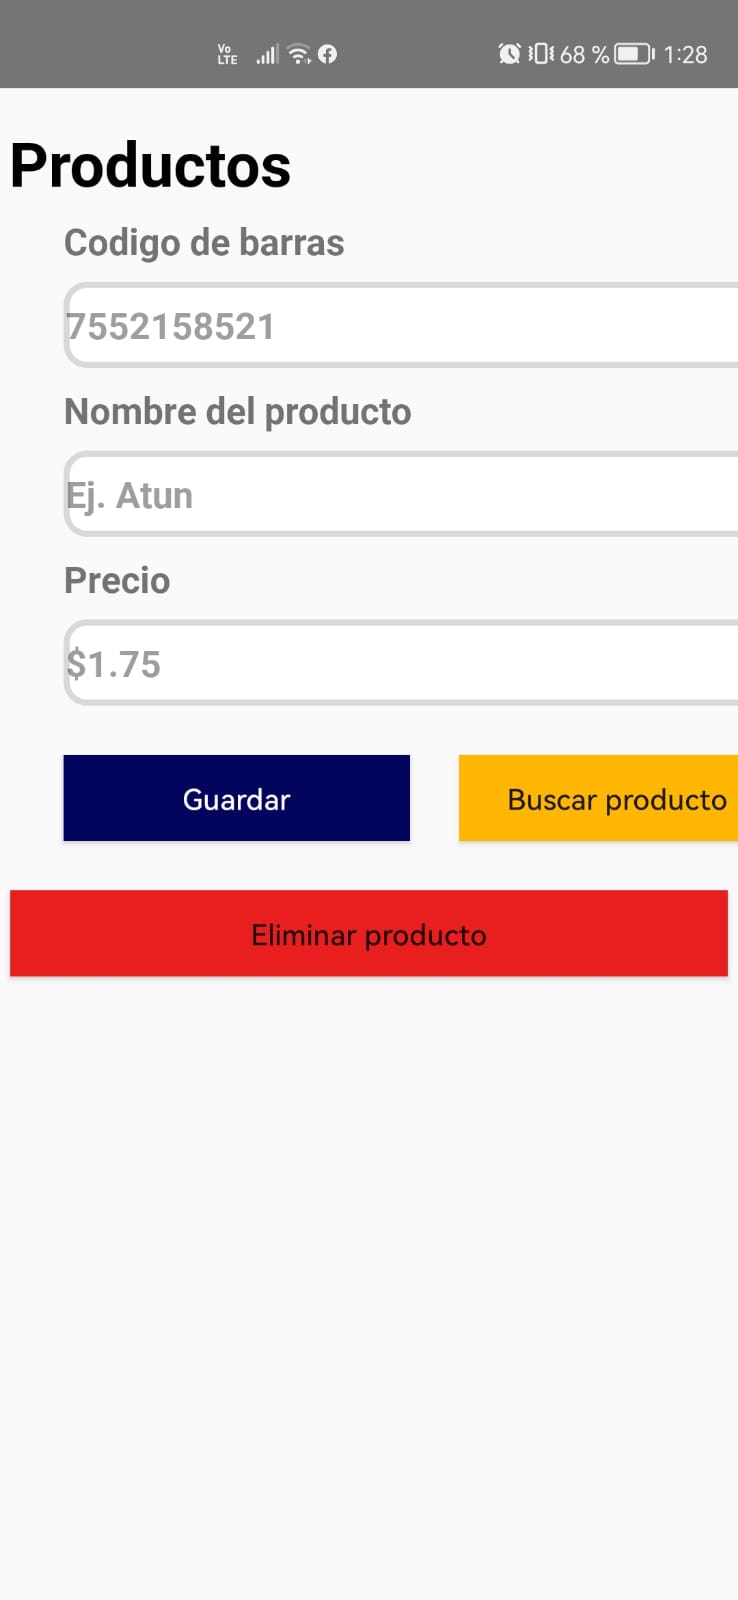 Vo LTE 68 % 1:28
Productos
Codigo de barras
7552158521
Nombre del producto
Ej. Atun
Precio
$1.75
Guardar Buscar producto
Eliminar producto